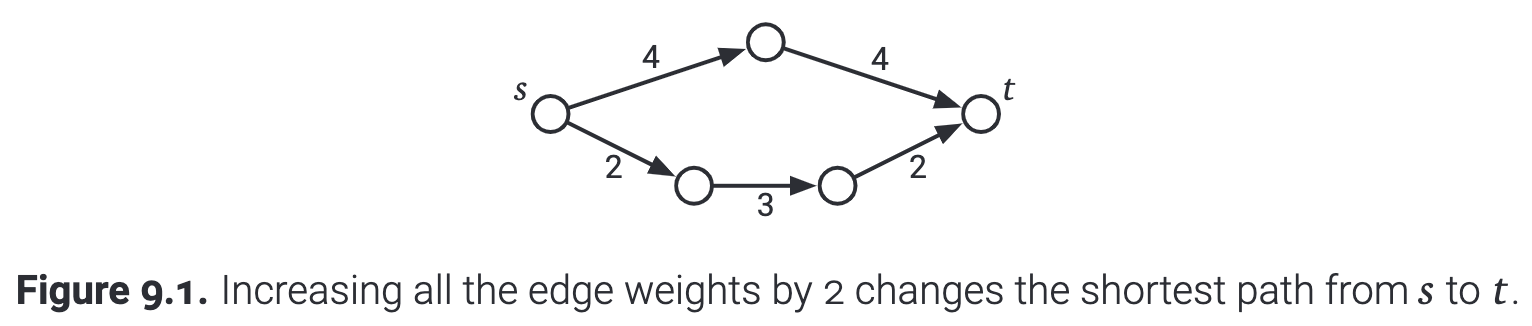 4
4
s
t
2
2
3
Figure 9.1. Increasing all the edge weights by 2 changes the shortest path from s to t.